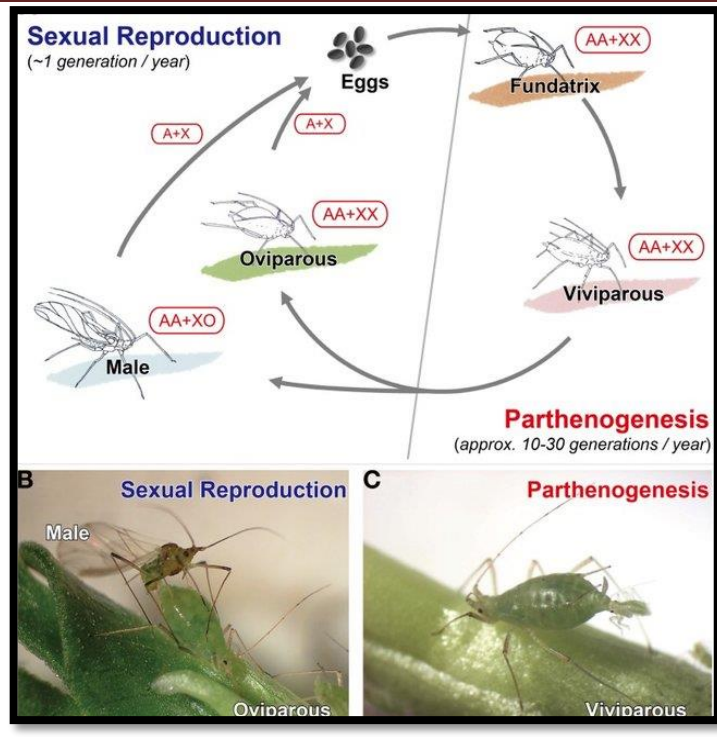 Sexual Reproduction
(~1 generation / year)
Eggs
AA+XX
Fundatrix
A+X
A+X
AA+XX
Oviparous
AA+XX
Viviparous
AA+XO
Male
Parthenogenesis
(approx. 10-30 generations / year)
B
Sexual Reproduction
Male
Oviparous
C
Parthenogenesis
Viviparous